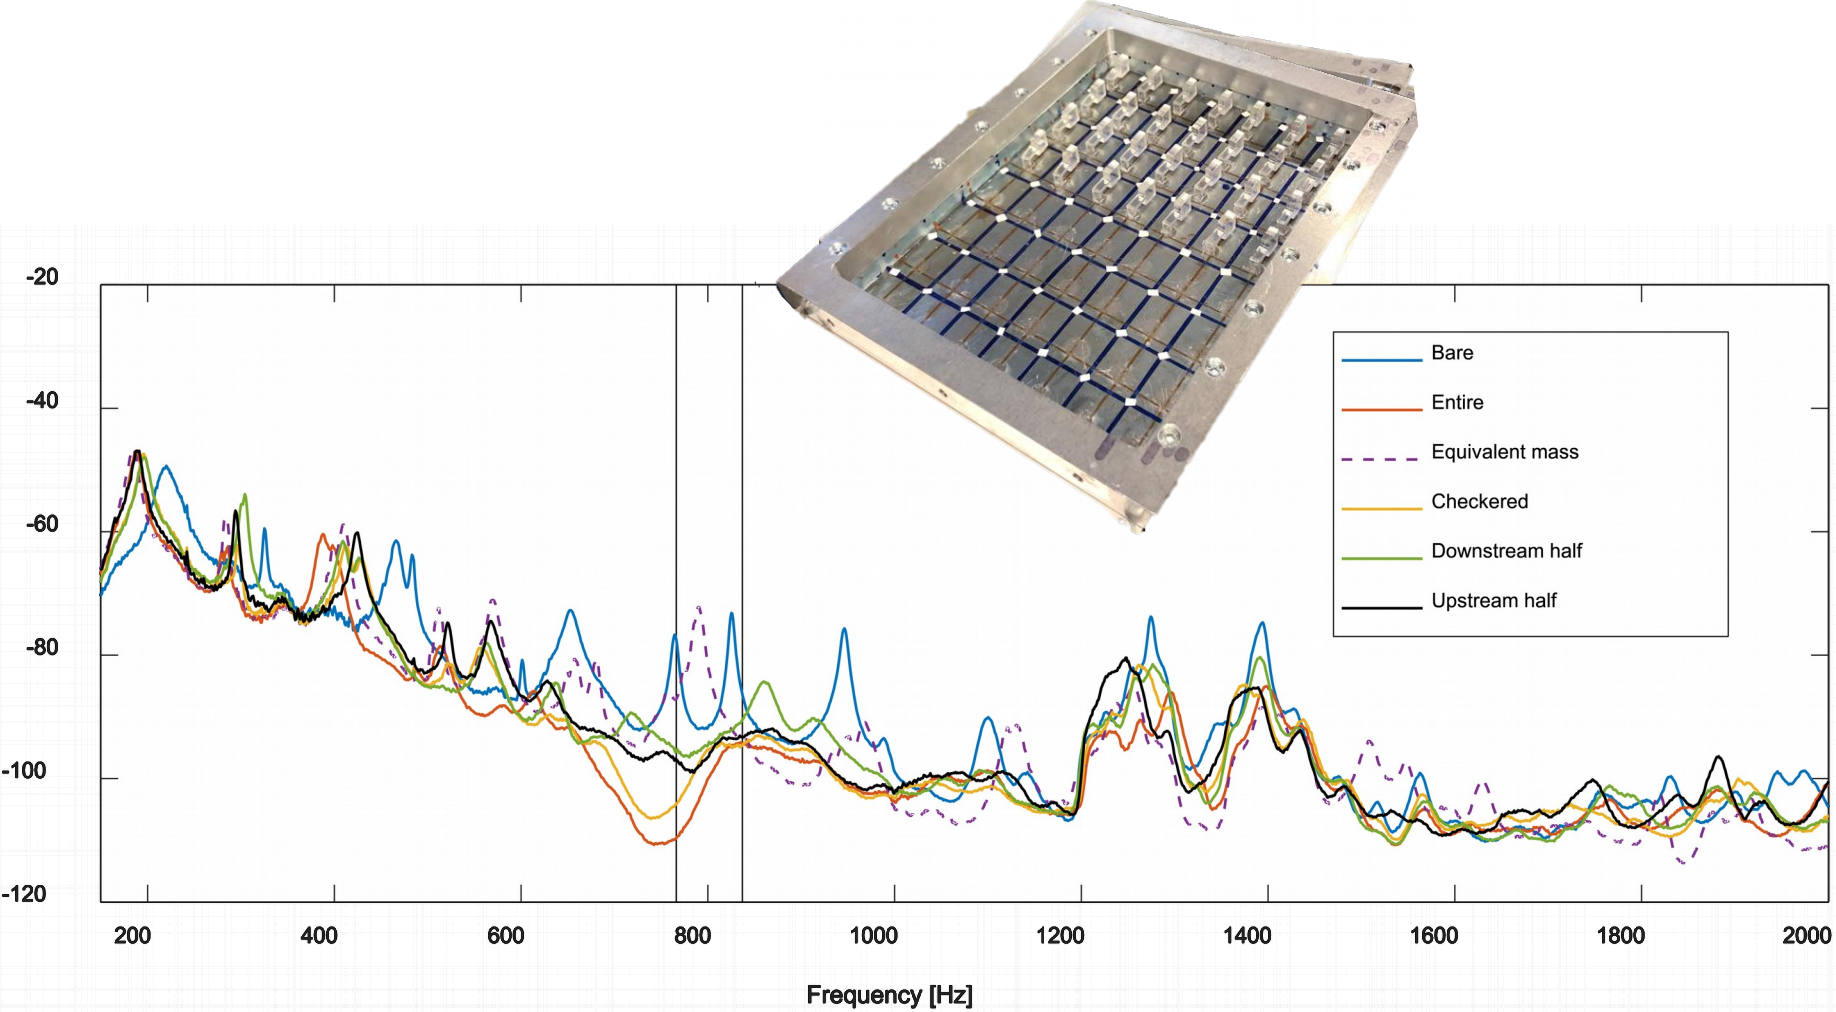 -20
-40
-60
-80
-100
-120
200 400 600 800 1000 1200 1400 1600 1800 2000
Frequency [Hz]
Bare
Entire
Equivalent mass
Checkered
Downstream half
Upstream half